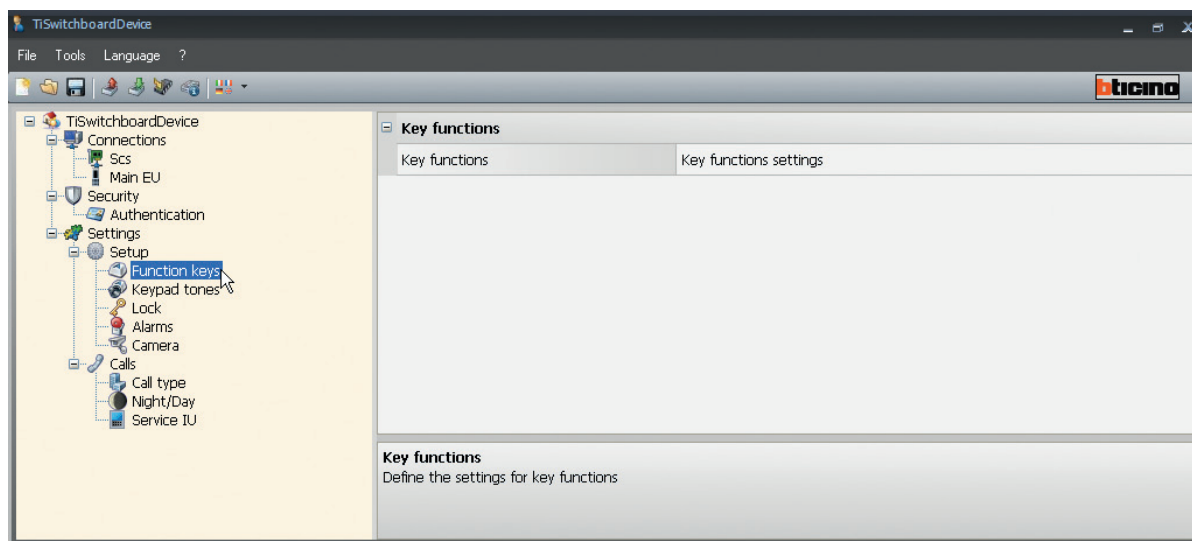 TiSwitchboardDevice
File Tools Language ?
bticino
TiSwitchboardDevice
Connections
Scs
Main EU
Security
Authentication
Settings
Setup
Function keys
Keypad tones
Lock
Alarms
Camera
Calls
Call type
Night/Day
Service IU
Key functions
Key functions Key functions settings
Key functions
Define the settings for key functions